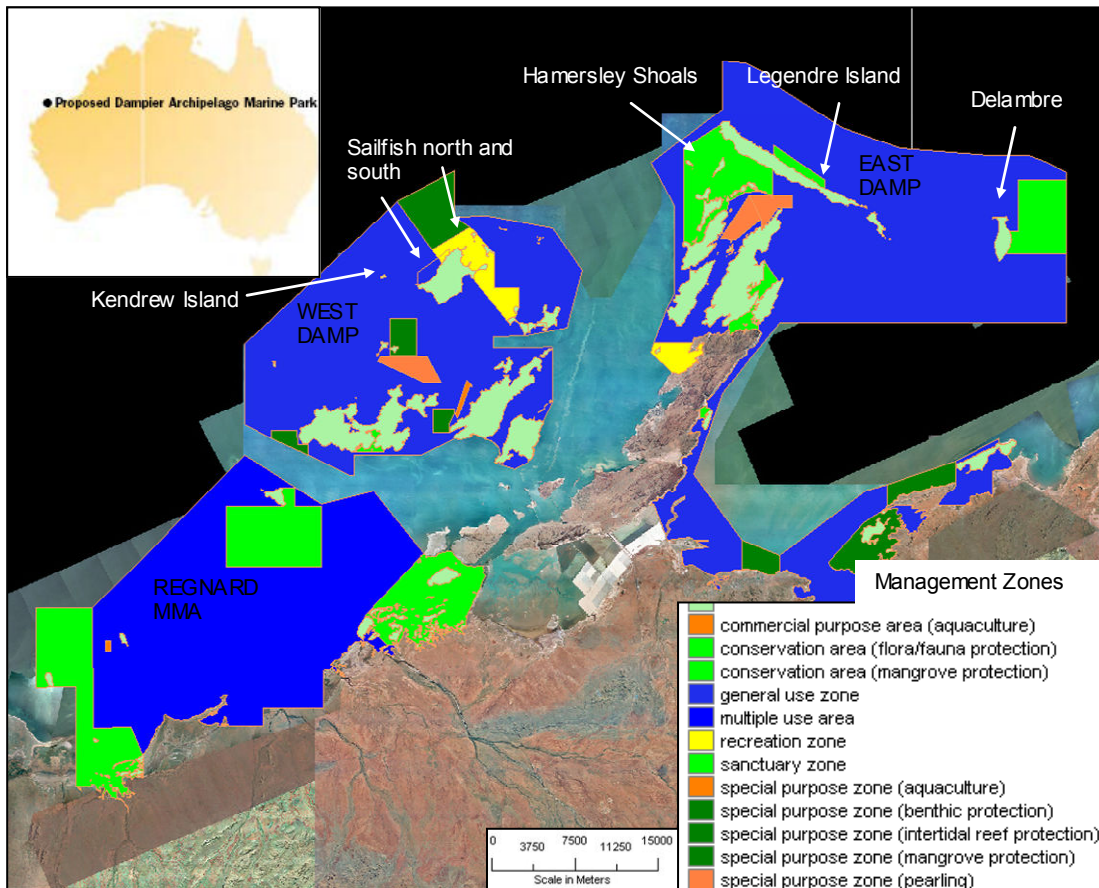 Proposed Dampier Archipelago Marine Park
Hamersley Shoals
Legendre Island
Delambre
Sailfish north and
south
EAST
DAMP
Kendrew Island
WEST
DAMP
REGNARD
MMA
Management Zones
commercial purpose area (aquaculture)
conservation area (flora/fauna protection)
conservation area (mangrove protection)
general use zone
multiple use area
recreation zone
sanctuary zone
special purpose zone (aquaculture)
special purpose zone (benthic protection)
special purpose zone (intertidal reef protection)
special purpose zone (mangrove protection)
special purpose zone (pearling)
0 7500 15000
3750 11250
Scale in Meters